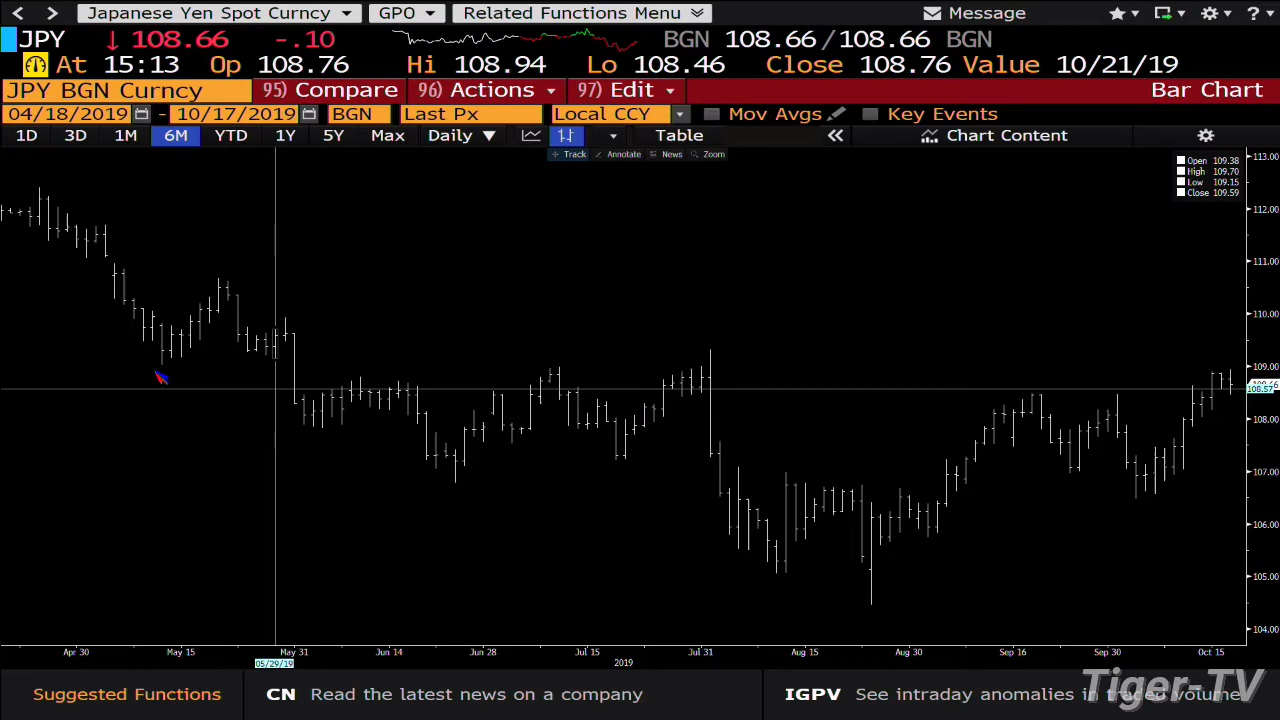 Japanese Yen Spot Curncy GPO Related Functions Menu Message ?
JPY 108.66 -.10 BGN 108.66/108.66 BGN
At 15:13 Op 108.76 Hi 108.94 Lo 108.46 Close 108.76 Value 10/21/19
JPY BGN Curncy 95) Compare 96) Actions 97) Edit Bar Chart
04/18/2019 - 10/17/2019 BGN Last Px Local CCY Mov Avgs Key Events
1D 3D 1M 6M YTD 1Y 5Y Max Daily Table Chart Content
Track Annotate News Zoom
Open 109.38
High 109.70
Low 109.15
Close 109.59
113.00
112.00
111.00
110.00
109.00
108.57
108.00
107.00
106.00
105.00
104.00
Apr 30 May 15 May 31 Jun 14 Jun 28 Jul 15 Jul 31 Aug 15 Aug 30 Sep 16 Sep 30 Oct 15
05/29/19
2019
Suggested Functions CN Read the latest news on a company IGPV See intraday anomalies in traded volume
Tiger-TV